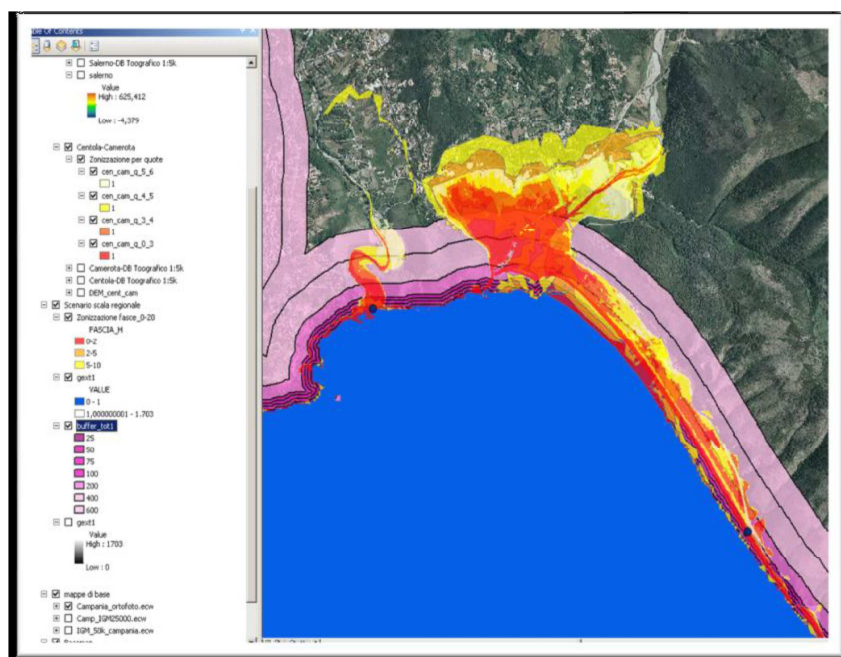 Table Of Contents
Salerno-DB Toografico 1:5k
salerno
Value
High : 625,412
Low : -4,379
Centola-Camerota
Zonizzazione per quote
cen_cam_q_5_6
1
cen_cam_q_4_5
1
cen_cam_q_3_4
1
cen_cam_q_0_3
1
Camerota-DB Toografico 1:5k
Centola-DB Toografico 1:5k
DEM_cent_cam
Scenario scala regionale
Zonizzazione fasce_0-20
FASCIA_H
0-2
2-5
5-10
gext1
VALUE
0 - 1
1,000000001 - 1.703
buffer_tot1
25
50
75
100
200
400
600
gext1
Value
High : 1703
Low : 0
mappe di base
Campania_ortofoto.ecw
Camp_IGM25000.ecw
IGM_50k_campania.ecw